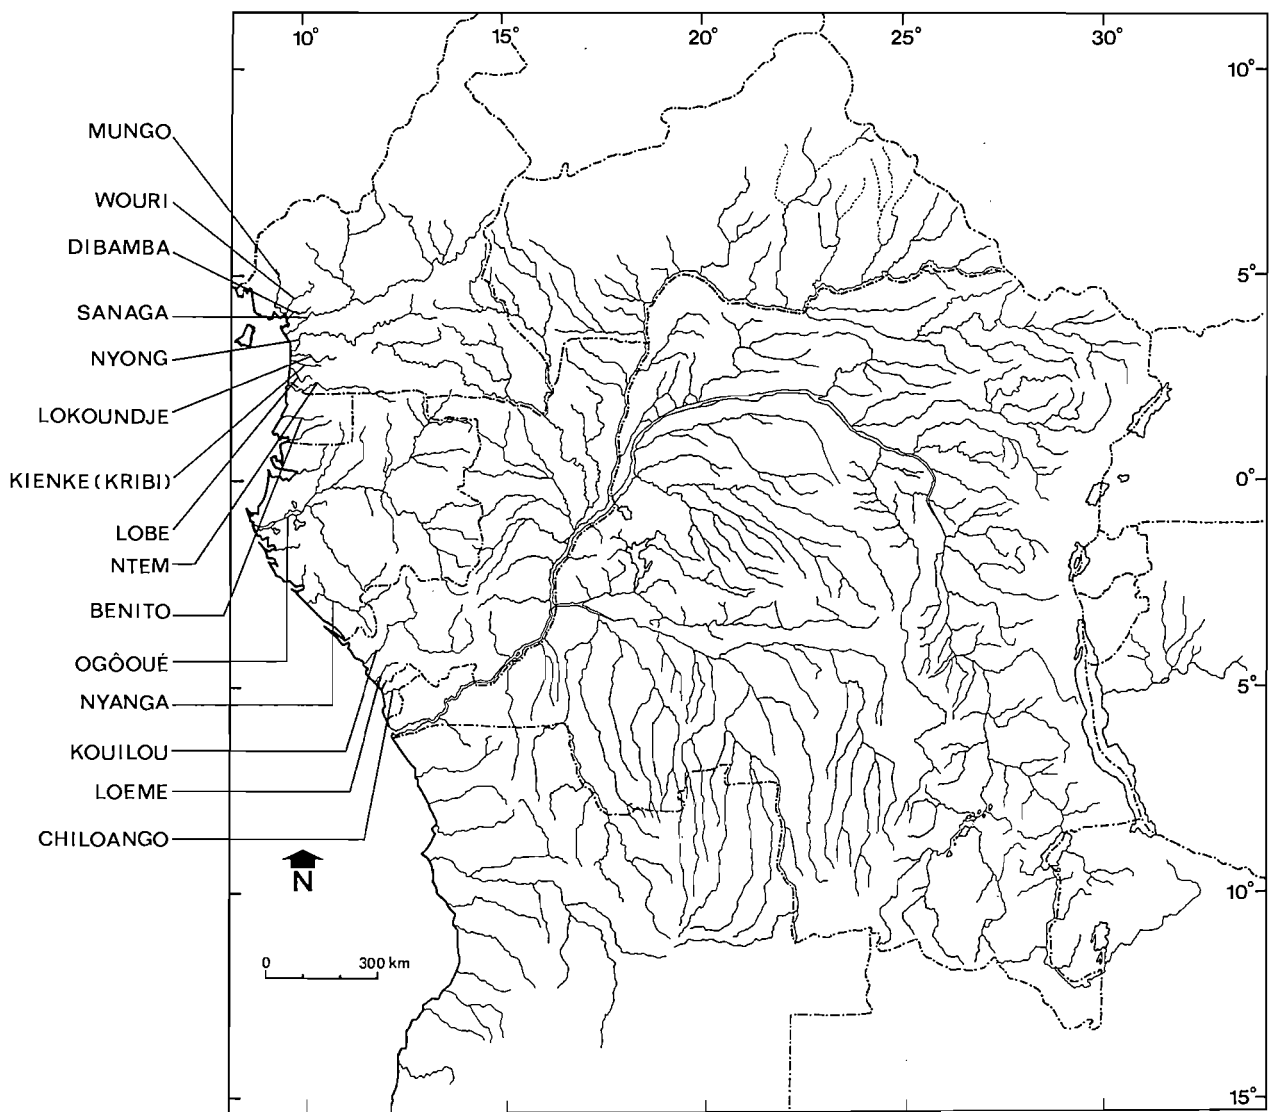 10° 15° 20° 25° 30°
10°
MUNGO
WOURI
DIBAMBA
5°
SANAGA
NYONG
LOKOUNDJE
KIENKE (KRIBI)
0°
LOBE
NTEM
BENITO
OGÔOUÉ
5°
NYANGA
KOUILOU
LOEME
CHILOANGO
N
10°
0 300 km
15°